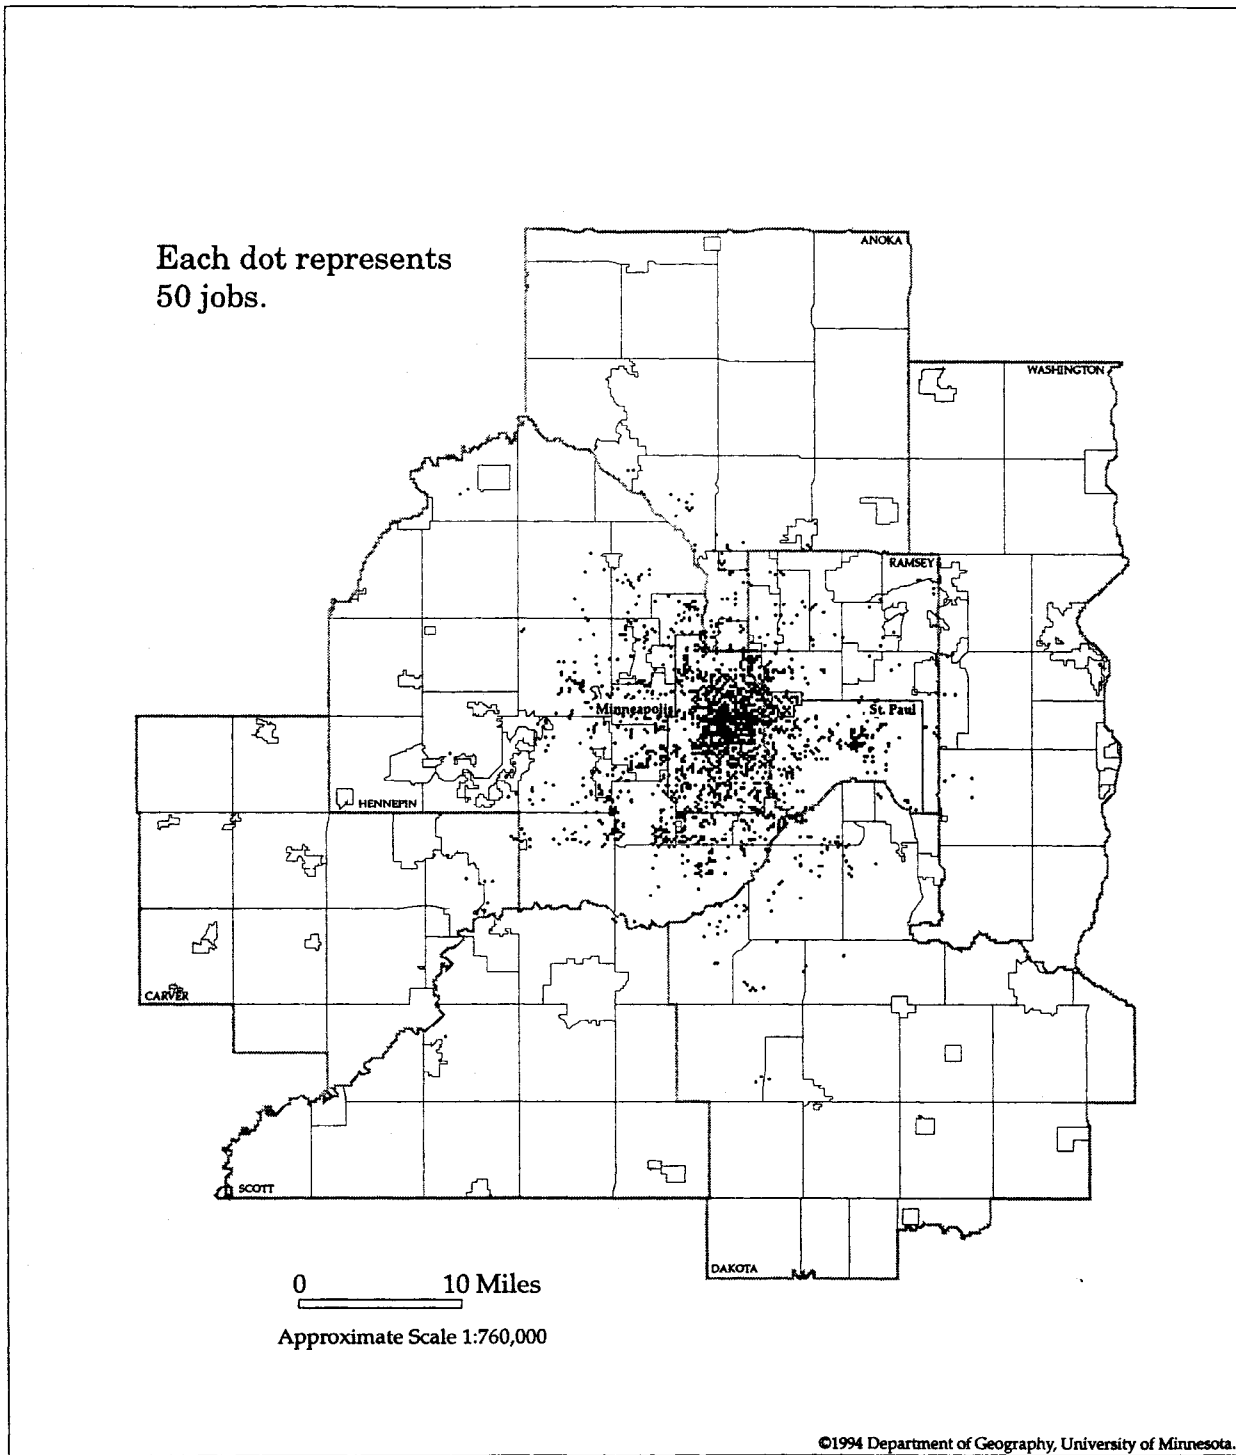 Each dot represents
50 jobs.
ANOKA
WASHINGTON
RAMSEY
Minneapolis
St. Paul
HENNEPIN
CARVER
SCOTT
DAKOTA
0 10 Miles
Approximate Scale 1:760,000
©1994 Department of Geography, University of Minnesota.